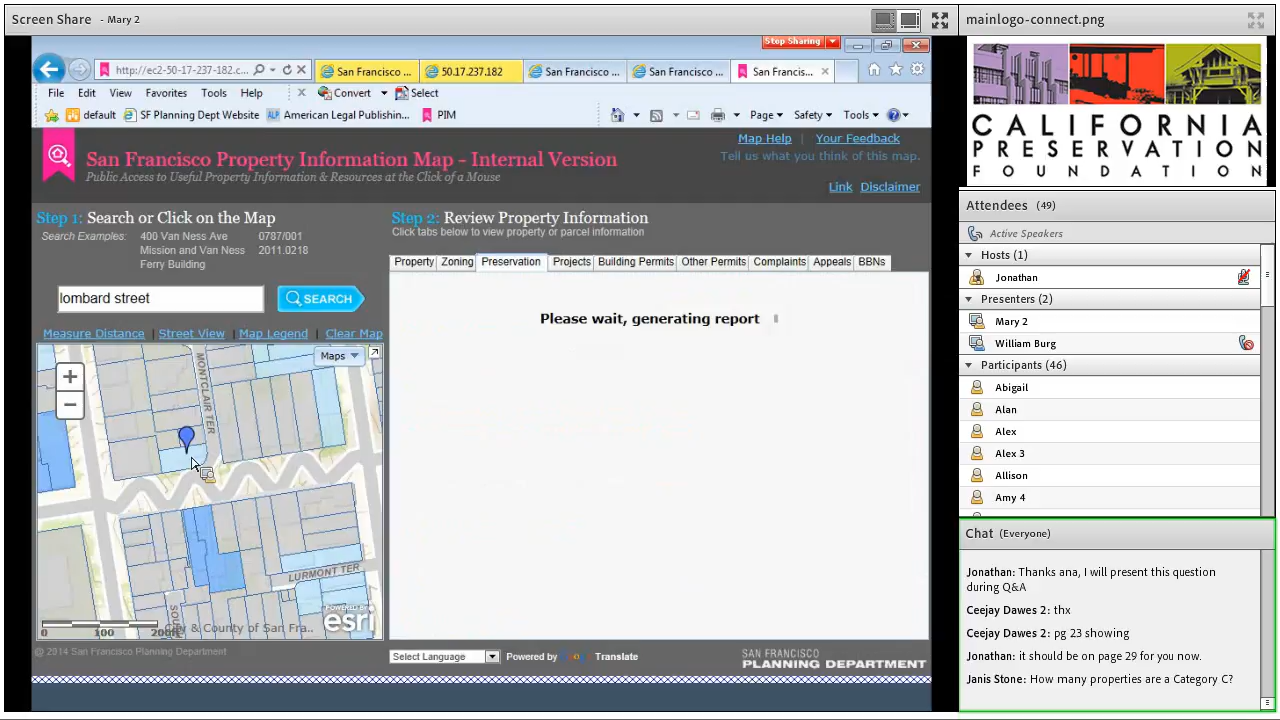 Screen Share - Mary 2
Stop Sharing
http://ec2-50-17-237-182.c...
San Francisco ...
50.17.237.182
San Francisco ...
San Francisco ...
San Francis...
File Edit View Favorites Tools Help
Convert
Select
default
SF Planning Dept Website
American Legal Publishin...
PIM
Page
Safety
Tools
Map Help | Your Feedback
San Francisco Property Information Map – Internal Version
Tell us what you think of this map.
Public Access to Useful Property Information & Resources at the Click of a Mouse
Link Disclaimer
Step 1: Search or Click on the Map
Search Examples: 400 Van Ness Ave 0787/001
Mission and Van Ness 2011.0218
Ferry Building
lombard street
SEARCH
Measure Distance | Street View | Map Legend | Clear Map
Maps
+
−
MONTCLAIR TER
LURMONT TER
0 100 200ft
City & County of San Fra..
POWERED BY
esri
@ 2014 San Francisco Planning Department
Step 2: Review Property Information
Click tabs below to view property or parcel information
Property Zoning Preservation Projects Building Permits Other Permits Complaints Appeals BBNs
Please wait, generating report
Select Language
Powered by Translate
SAN FRANCISCO
PLANNING DEPARTMENT
mainlogo-connect.png
CALIFORNIA
PRESERVATION
FOUNDATION
Attendees (49)
Active Speakers
Hosts (1)
Jonathan
Presenters (2)
Mary 2
William Burg
Participants (46)
Abigail
Alan
Alex
Alex 3
Allison
Amy 4
Chat (Everyone)
Jonathan: Thanks ana, I will present this question
during Q&A
Ceejay Dawes 2: thx
Ceejay Dawes 2: pg 23 showing
Jonathan: it should be on page 29 for you now.
Janis Stone: How many properties are a Category C?